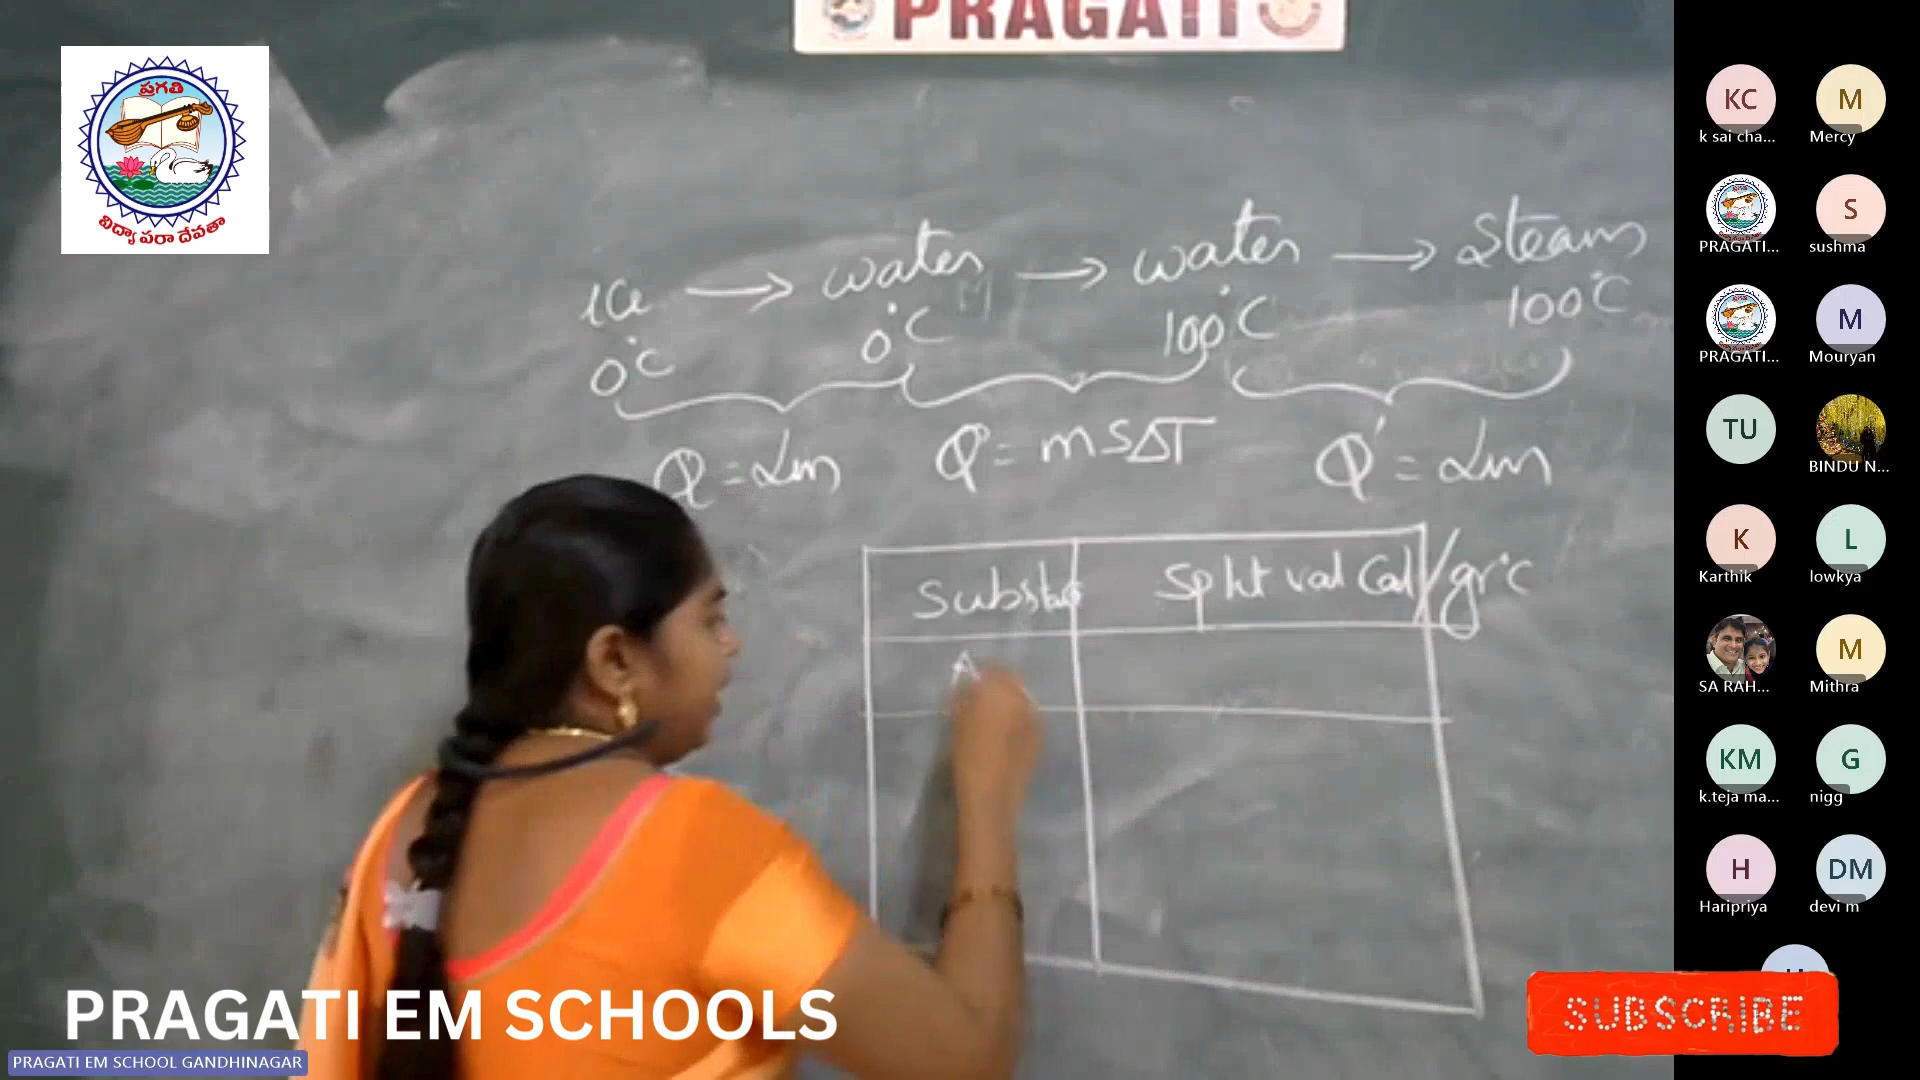 PRAGATI
ప్రగతి
విద్యా పరా దేవతా
Ice → water → water → Steam
0°C 0°C 100°C 100°C
Q = Lm Q = mSΔT Q' = Lm
Sp ht val Cal/gr°C
A
PRAGATI EM SCHOOLS
PRAGATI EM SCHOOL GANDHINAGAR
SUBSCRIBE
KC M
k sai cha... Mercy
S
PRAGATI... sushma
M
PRAGATI... Mouryan
TU
BINDU N...
K L
Karthik lowkya
M
SA RAH... Mithra
KM G
k.teja ma... nigg
H DM
Haripriya devi m